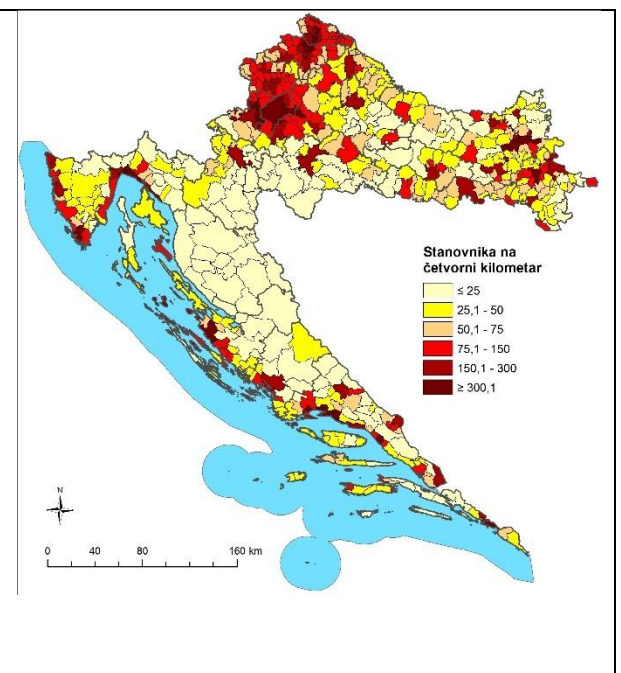 Stanovnika na
četvorni kilometar
≤ 25
25,1 - 50
50,1 - 75
75,1 - 150
150,1 - 300
≥ 300,1
N
0 40 80 160 km